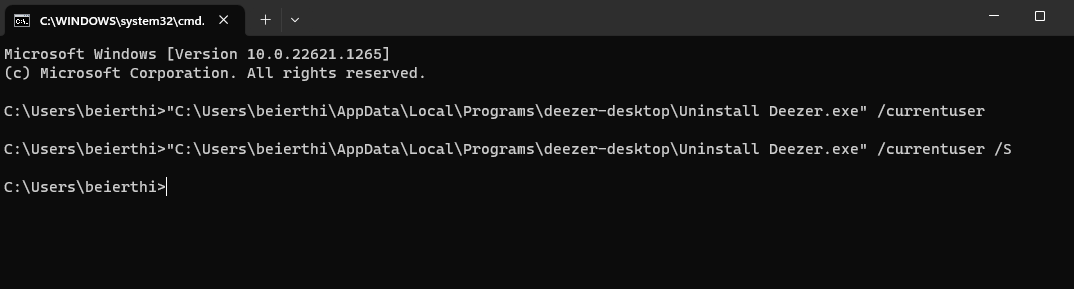 C:\WINDOWS\system32\cmd.
Microsoft Windows [Version 10.0.22621.1265]
(c) Microsoft Corporation. All rights reserved.
C:\Users\beierthi>"C:\Users\beierthi\AppData\Local\Programs\deezer-desktop\Uninstall Deezer.exe" /currentuser
C:\Users\beierthi>"C:\Users\beierthi\AppData\Local\Programs\deezer-desktop\Uninstall Deezer.exe" /currentuser /S
C:\Users\beierthi>